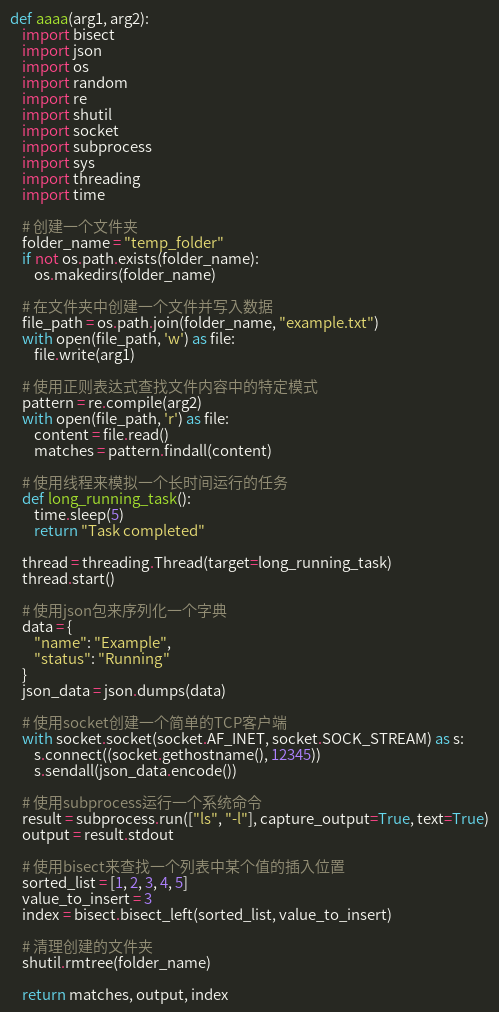 def aaaa(arg1, arg2):
    import bisect
    import json
    import os
    import random
    import re
    import shutil
    import socket
    import subprocess
    import sys
    import threading
    import time

    # 创建一个文件夹
    folder_name = "temp_folder"
    if not os.path.exists(folder_name):
        os.makedirs(folder_name)

    # 在文件夹中创建一个文件并写入数据
    file_path = os.path.join(folder_name, "example.txt")
    with open(file_path, 'w') as file:
        file.write(arg1)

    # 使用正则表达式查找文件内容中的特定模式
    pattern = re.compile(arg2)
    with open(file_path, 'r') as file:
        content = file.read()
        matches = pattern.findall(content)

    # 使用线程来模拟一个长时间运行的任务
    def long_running_task():
        time.sleep(5)
        return "Task completed"

    thread = threading.Thread(target=long_running_task)
    thread.start()

    # 使用json包来序列化一个字典
    data = {
        "name": "Example",
        "status": "Running"
    }
    json_data = json.dumps(data)

    # 使用socket创建一个简单的TCP客户端
    with socket.socket(socket.AF_INET, socket.SOCK_STREAM) as s:
        s.connect((socket.gethostname(), 12345))
        s.sendall(json_data.encode())

    # 使用subprocess运行一个系统命令
    result = subprocess.run(["ls", "-l"], capture_output=True, text=True)
    output = result.stdout

    # 使用bisect来查找一个列表中某个值的插入位置
    sorted_list = [1, 2, 3, 4, 5]
    value_to_insert = 3
    index = bisect.bisect_left(sorted_list, value_to_insert)

    # 清理创建的文件夹
    shutil.rmtree(folder_name)

    return matches, output, index